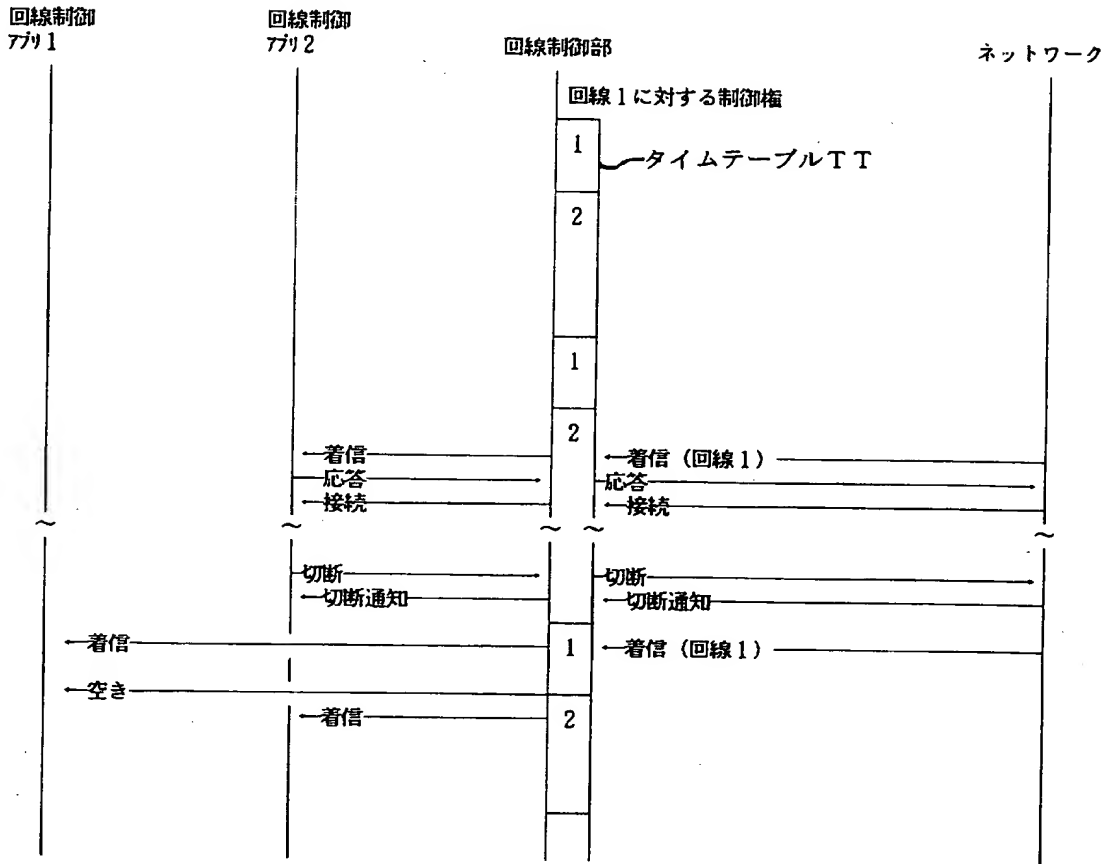 回線制御
アプリ1
回線制御
アプリ2
回線制御部
ネットワーク
回線1に対する制御権
1
タイムテーブルTT
2
1
2
着信
着信 (回線1)
応答
応答
接続
接続
~
~
~
~
~
切断
切断
切断通知
切断通知
着信
1
着信 (回線1)
空き
着信
2